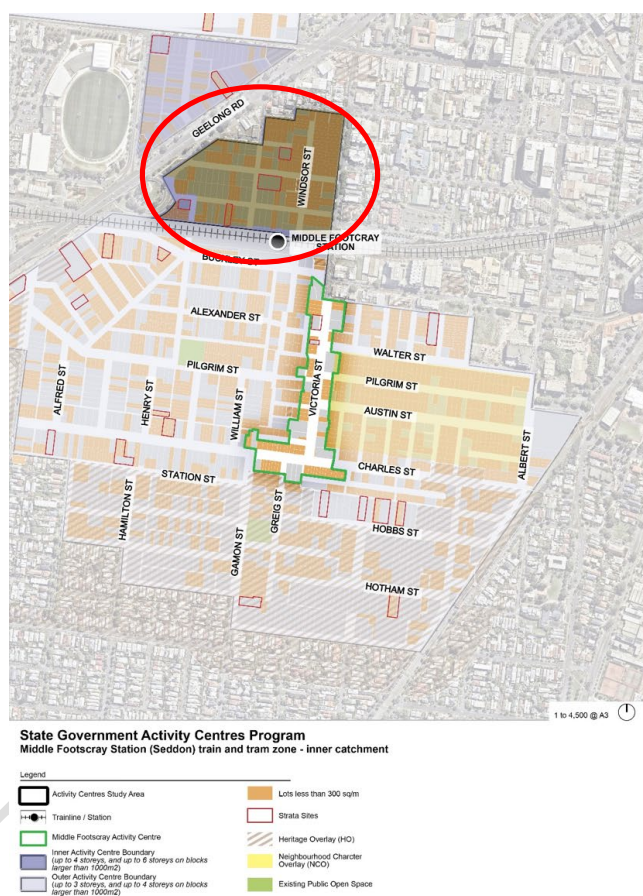 GEELONG RD
WINDSOR ST
MIDDLE FOOTCRAY
STATION
BUCKLEY ST
ALEXANDER ST
WALTER ST
PILGRIM ST
PILGRIM ST
VICTORIA ST
AUSTIN ST
ALFRED ST
HENRY ST
WILLIAM ST
ALBERT ST
CHARLES ST
STATION ST
GREIG ST
HAMILTON ST
HOBBS ST
GAMON ST
HOTHAM ST
1 to 4,500 @ A3
State Government Activity Centres Program
Middle Footscray Station (Seddon) train and tram zone - inner catchment
Legend
Activity Centres Study Area
Trainline / Station
Middle Footscray Activity Centre
Inner Activity Centre Boundary
(up to 4 storeys, and up to 6 storeys on blocks
larger than 1000m2)
Outer Activity Centre Boundary
(up to 3 storeys, and up to 4 storeys on blocks
larger than 1000m2)
Lots less than 300 sq/m
Strata Sites
Heritage Overlay (HO)
Neighbourhood Charcter
Overlay (NCO)
Existing Public Open Space